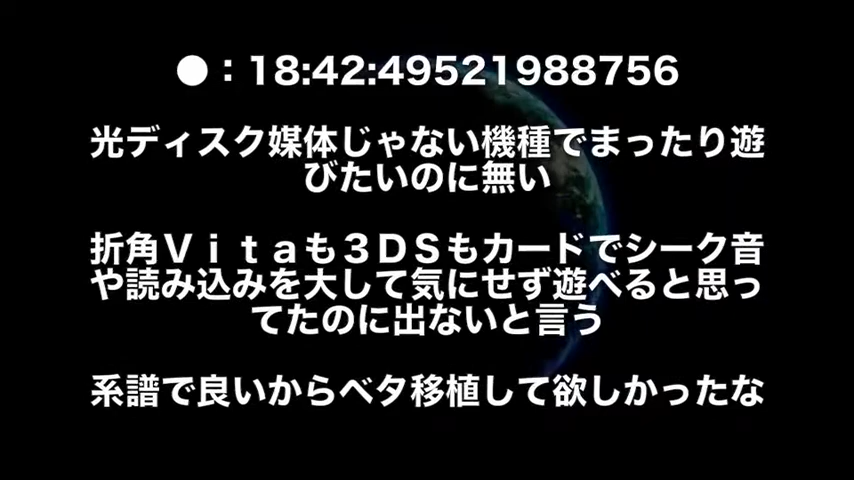 ●：18:42:49521988756
光ディスク媒体じゃない機種でまったり遊
びたいのに無い
折角Ｖｉｔａも３ＤＳもカードでシーク音
や読み込みを大して気にせず遊べると思っ
てたのに出ないと言う
系譜で良いからベタ移植して欲しかったな